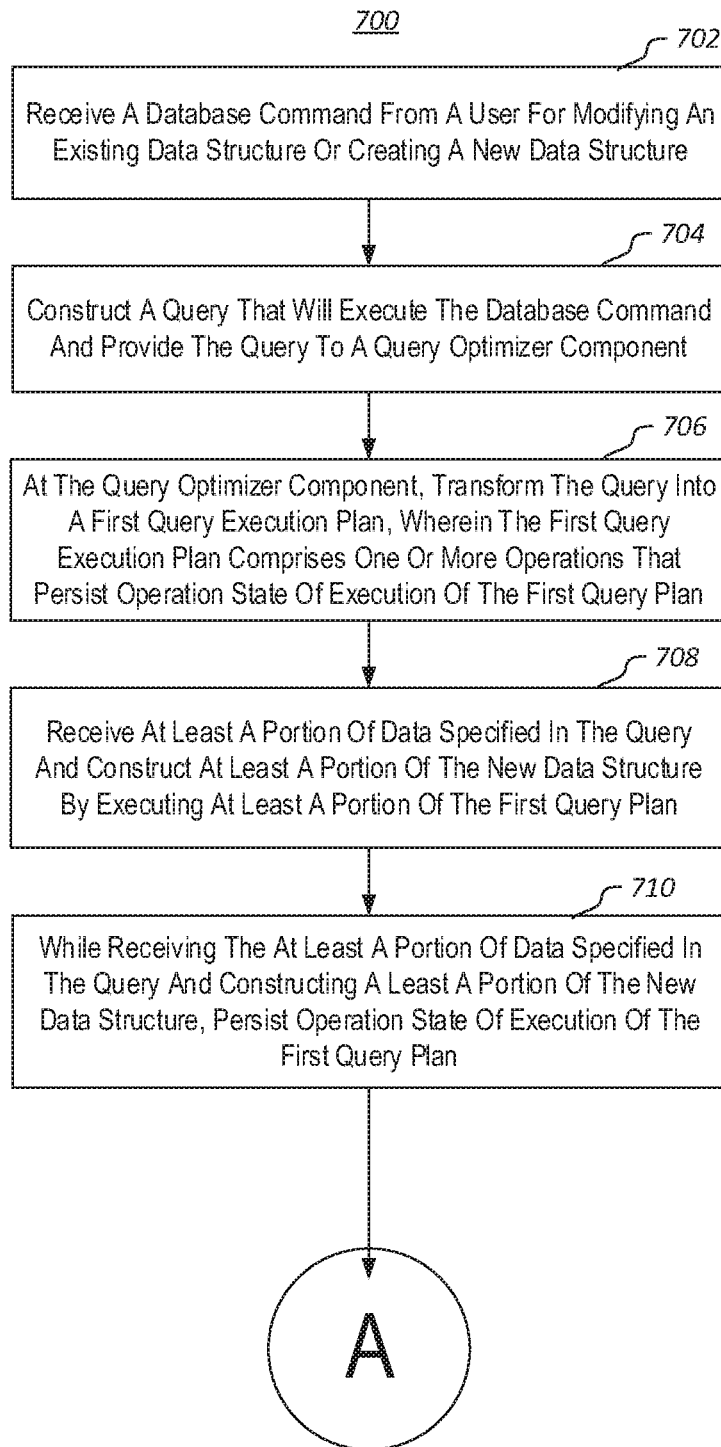 700
702
Receive A Database Command From A User For Modifying An
Existing Data Structure Or Creating A New Data Structure
704
Construct A Query That Will Execute The Database Command
And Provide The Query To A Query Optimizer Component
706
At The Query Optimizer Component, Transform The Query Into
A First Query Execution Plan, Wherein The First Query
Execution Plan Comprises One Or More Operations That
Persist Operation State Of Execution Of The First Query Plan
708
Receive At Least A Portion Of Data Specified In The Query
And Construct At Least A Portion Of The New Data Structure
By Executing At Least A Portion Of The First Query Plan
710
While Receiving The At Least A Portion Of Data Specified In
The Query And Constructing A Least A Portion Of The New
Data Structure, Persist Operation State Of Execution Of The
First Query Plan
A